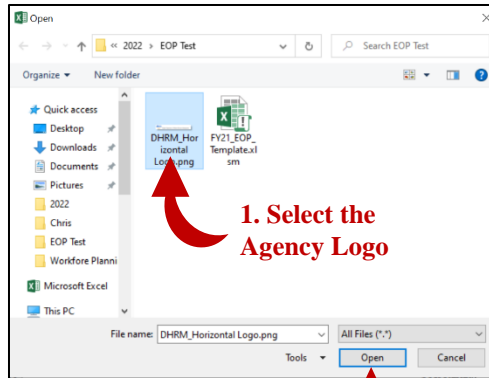 Open
« 2022 > EOP Test
Search EOP Test
Organize
New folder
Quick access
Desktop
Downloads
Documents
Pictures
2022
Chris
EOP Test
Workfore Planni
Microsoft Excel
This PC
DHRM_Hor
izontal
Logo.png
FY21_EOP_
Template.xl
sm
1. Select the
Agency Logo
File name: DHRM_Horizontal Logo.png
All Files (*.*)
Tools
Open
Cancel